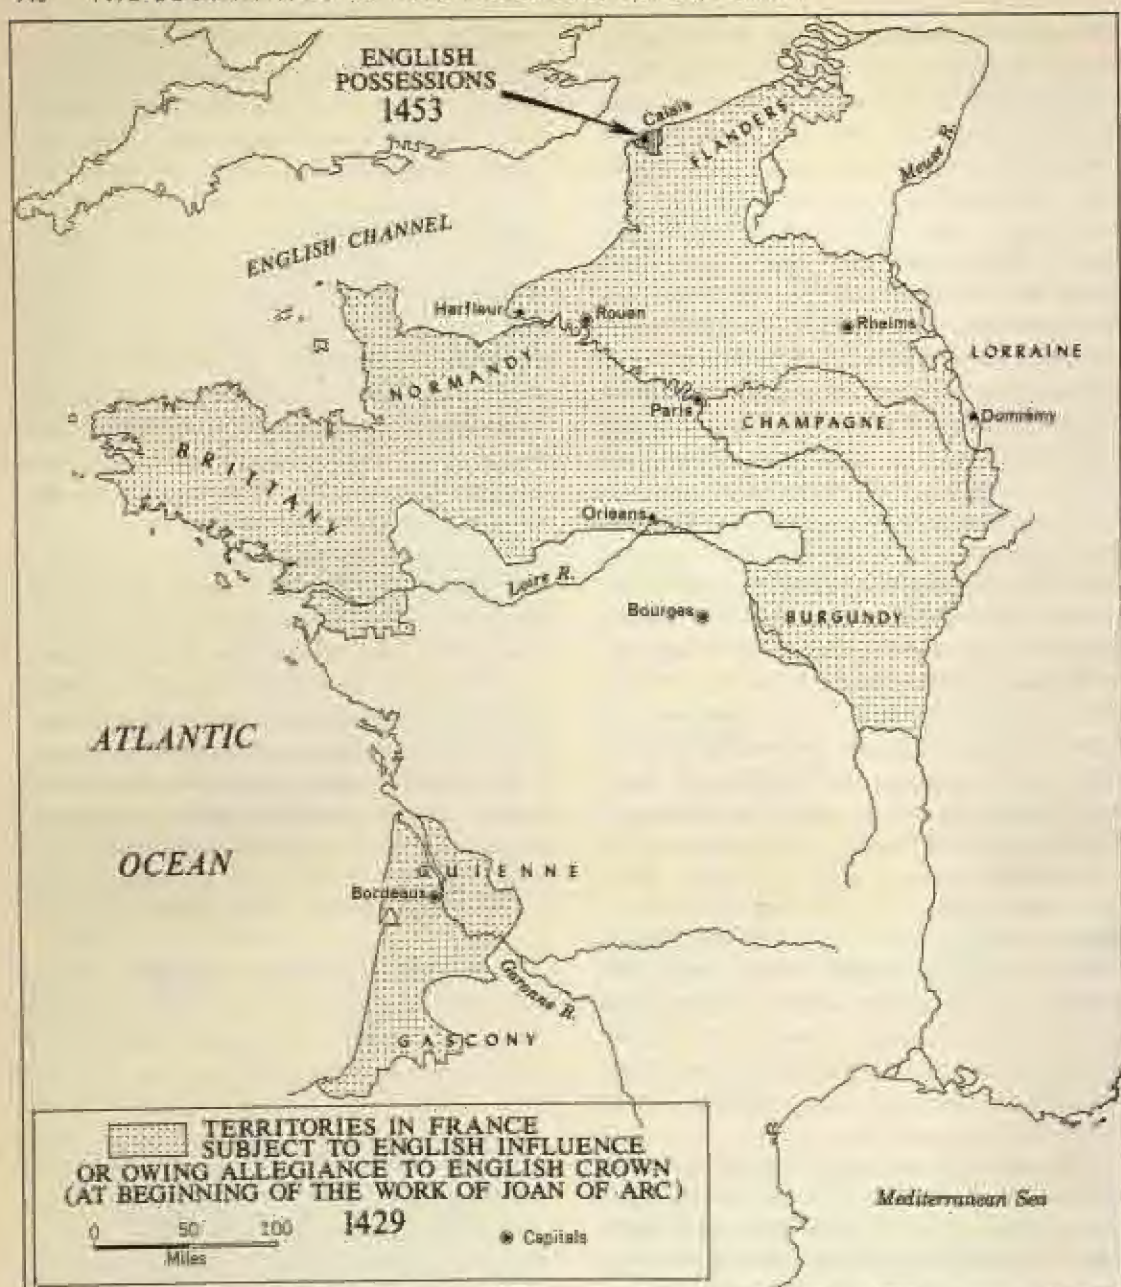 ENGLISH
POSSESSIONS
1453
Calais
FLANDERS
Meuse R.
ENGLISH CHANNEL
Harfleur
Rouen
Rheims
LORRAINE
NORMANDY
Paris
CHAMPAGNE
Domrémy
BRITTANY
Orleans
Loire R.
Bourges
BURGUNDY
ATLANTIC
OCEAN
GUIENNE
Bordeaux
Garonne R.
GASCONY
TERRITORIES IN FRANCE
SUBJECT TO ENGLISH INFLUENCE
OR OWING ALLEGIANCE TO ENGLISH CROWN
(AT BEGINNING OF THE WORK OF JOAN OF ARC)
1429
0 50 100
Miles
Capitals
Mediterranean Sea